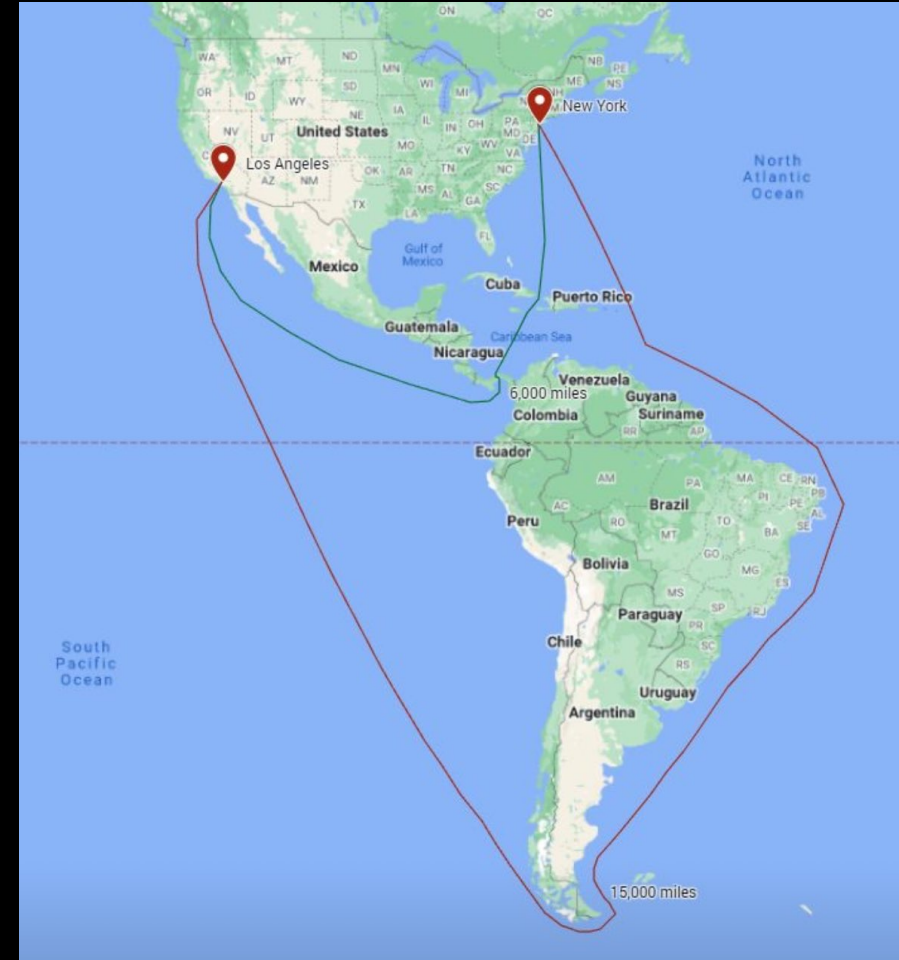 ON
QC
WA
MT
ND
MN
NB
PE
OR
ID
SD
WI
MI
ME
NS
WY
NH
New York
NE
IA
NV
UT
United States
IL
IN
OH
PA
MD
DE
Los Angeles
MO
KY
WV
VA
AZ
NM
OK
AR
TN
NC
MS
AL
SC
GA
TX
LA
FL
North
Atlantic
Ocean
Gulf of
Mexico
Mexico
Cuba
Puerto Rico
Guatemala
Caribbean Sea
Nicaragua
6,000 miles
Venezuela
Guyana
Colombia
Suriname
RR
AP
Ecuador
AM
PA
MA
CE
RN
PB
PI
PE
AL
SE
AC
Brazil
Peru
RO
TO
BA
MT
GO
Bolivia
MG
ES
MS
SP
RJ
Paraguay
PR
South
Pacific
Ocean
Chile
SC
RS
Uruguay
Argentina
15,000 miles